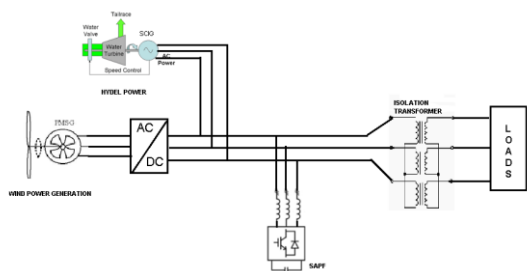 Tailrace
Water
Valve
SCIG
Water
Turbine
AC
Power
Speed Control
HYDEL POWER
ISOLATION
TRANSFORMER
PMSG
AC
DC
LOADS
WIND POWER GENERATION
SAPF